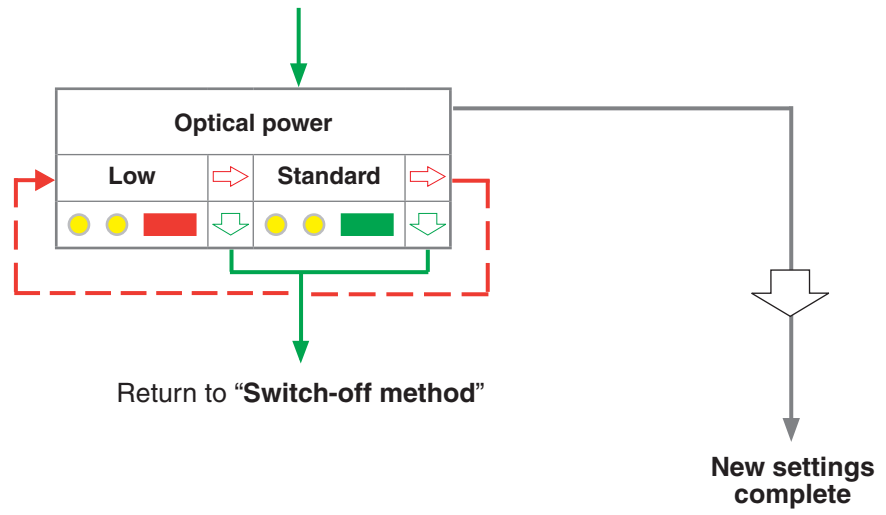 Optical power
Low
Standard
Return to “Switch-off method”
New settings
complete